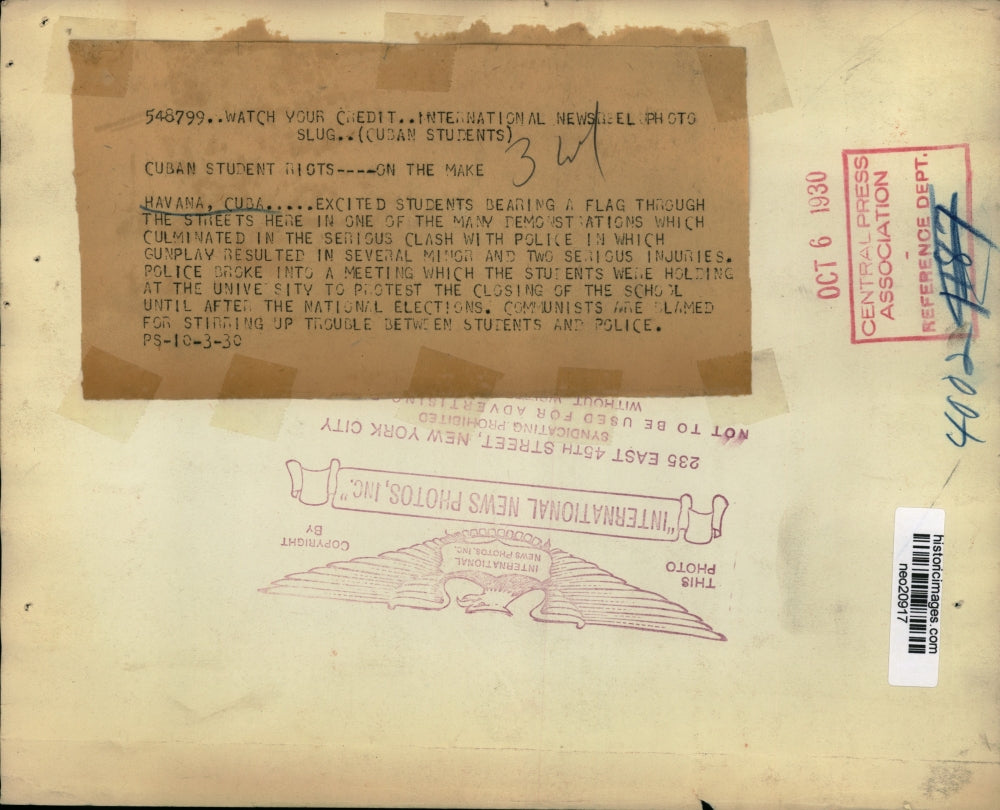 548799..WATCH YOUR CREDIT..INTERNATIONAL NEWSREEL PHOTO
SLUG..(CUBAN STUDENTS)
CUBAN STUDENT RIOTS----ON THE MAKE
HAVANA, CUBA.....EXCITED STUDENTS BEARING A FLAG THROUGH
THE STREETS HERE IN ONE OF THE MANY DEMONSTRATIONS WHICH
CULMINATED IN THE SERIOUS CLASH WITH POLICE IN WHICH
GUNPLAY RESULTED IN SEVERAL MINOR AND TWO SERIOUS INJURIES.
POLICE BROKE INTO A MEETING WHICH THE STUDENTS WERE HOLDING
AT THE UNIVERSITY TO PROTEST THE CLOSING OF THE SCHOOL
UNTIL AFTER THE NATIONAL ELECTIONS. COMMUNISTS ARE BLAMED
FOR STIRRING UP TROUBLE BETWEEN STUDENTS AND POLICE.
PS-10-3-30
OCT 6 1930
CENTRAL PRESS
ASSOCIATION
REFERENCE DEPT.
THIS
PHOTO
INTERNATIONAL
NEWS PHOTOS, INC.
COPYRIGHT
BY
"INTERNATIONAL NEWS PHOTOS, INC."
235 EAST 45TH STREET, NEW YORK CITY
SYNDICATING PROHIBITED
NOT TO BE USED FOR ADVERTISING
WITHOUT
historicimages.com
neo20917